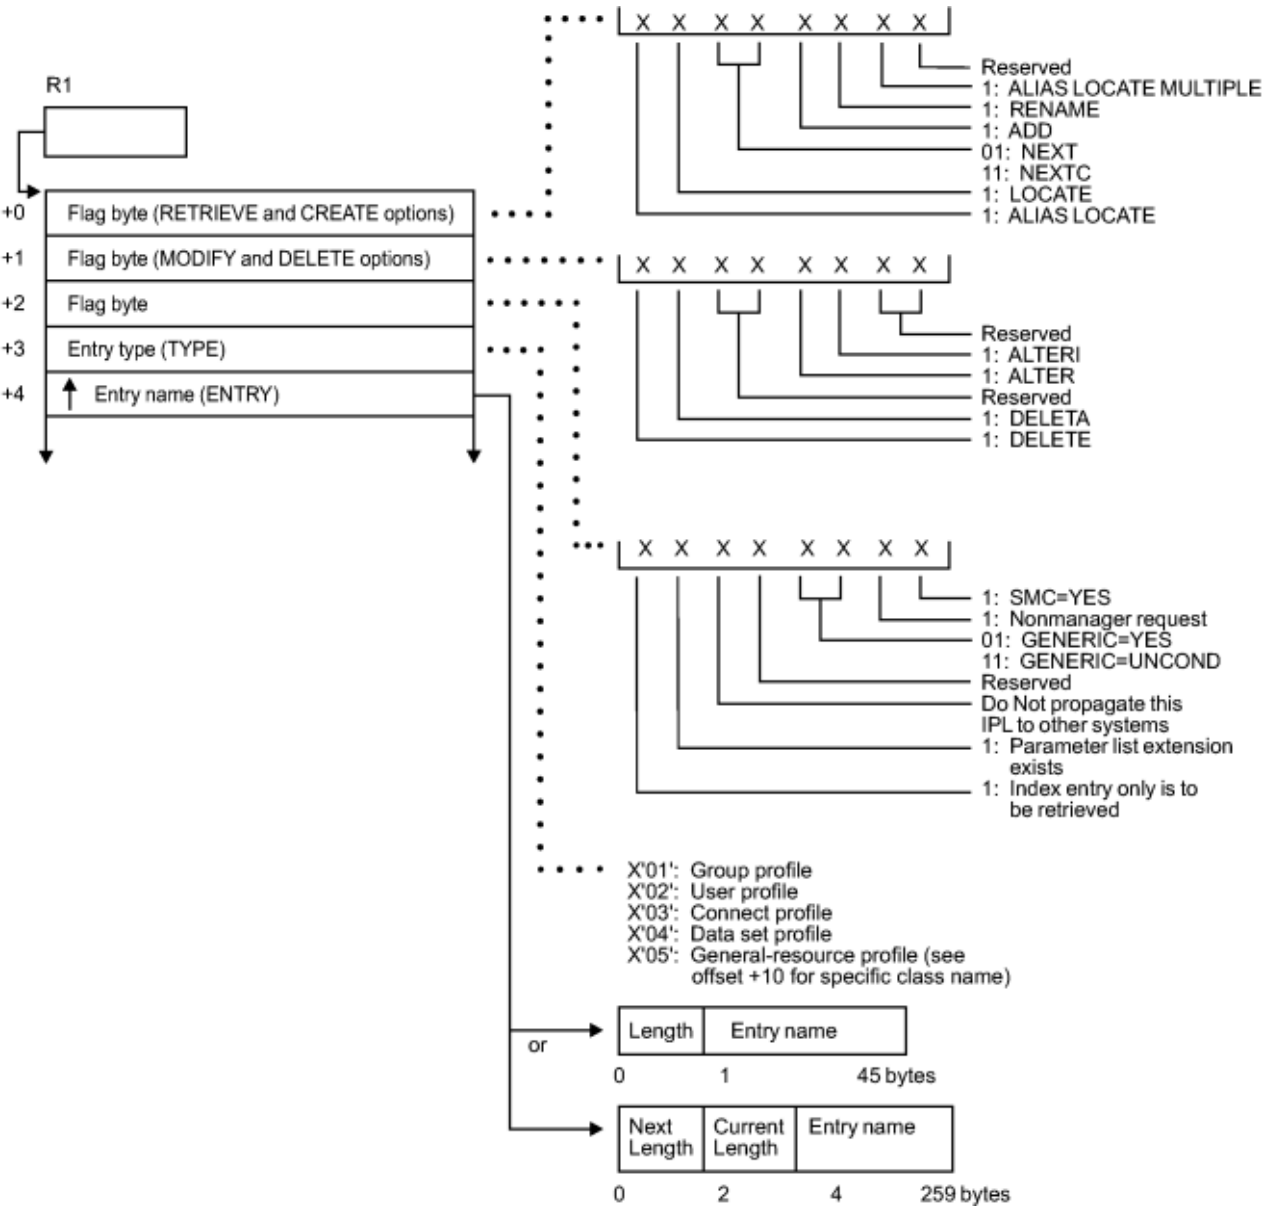 X X X X X X X X
Reserved
1: ALIAS LOCATE MULTIPLE
1: RENAME
1: ADD
01: NEXT
11: NEXTC
1: LOCATE
1: ALIAS LOCATE
R1
+0 Flag byte (RETRIEVE and CREATE options)
+1 Flag byte (MODIFY and DELETE options)
+2 Flag byte
+3 Entry type (TYPE)
+4 Entry name (ENTRY)
X X X X X X X X
Reserved
1: ALTERI
1: ALTER
Reserved
1: DELETA
1: DELETE
X X X X X X X X
1: SMC=YES
1: Nonmanager request
01: GENERIC=YES
11: GENERIC=UNCOND
Reserved
Do Not propagate this
IPL to other systems
1: Parameter list extension
exists
1: Index entry only is to
be retrieved
X'01': Group profile
X'02': User profile
X'03': Connect profile
X'04': Data set profile
X'05': General-resource profile (see
offset +10 for specific class name)
or
Length Entry name
0 1 45 bytes
Next Current Entry name
Length Length
0 2 4 259 bytes